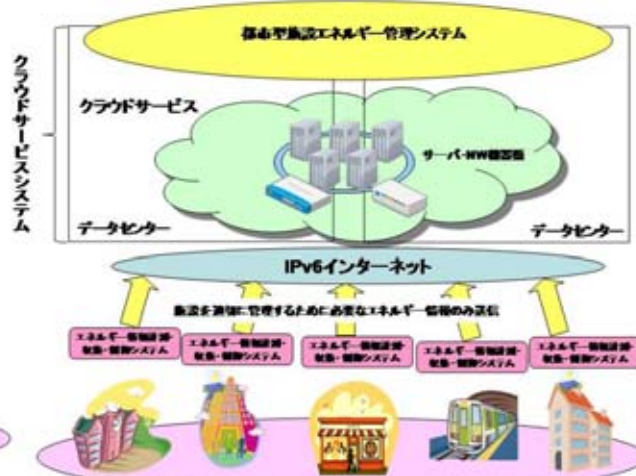 都市型施設エネルギー管理システム
クラウドサービスシステム
クラウドサービス
サーバ・NW機器群
データセンター
データセンター
IPv6インターネット
施設を適切に管理するために必要なエネルギー情報のみ送信
エネルギー情報計測・
収集・制御システム
エネルギー情報計測・
収集・制御システム
エネルギー情報計測・
収集・制御システム
エネルギー情報計測・
収集・制御システム
エネルギー情報計測・
収集・制御システム